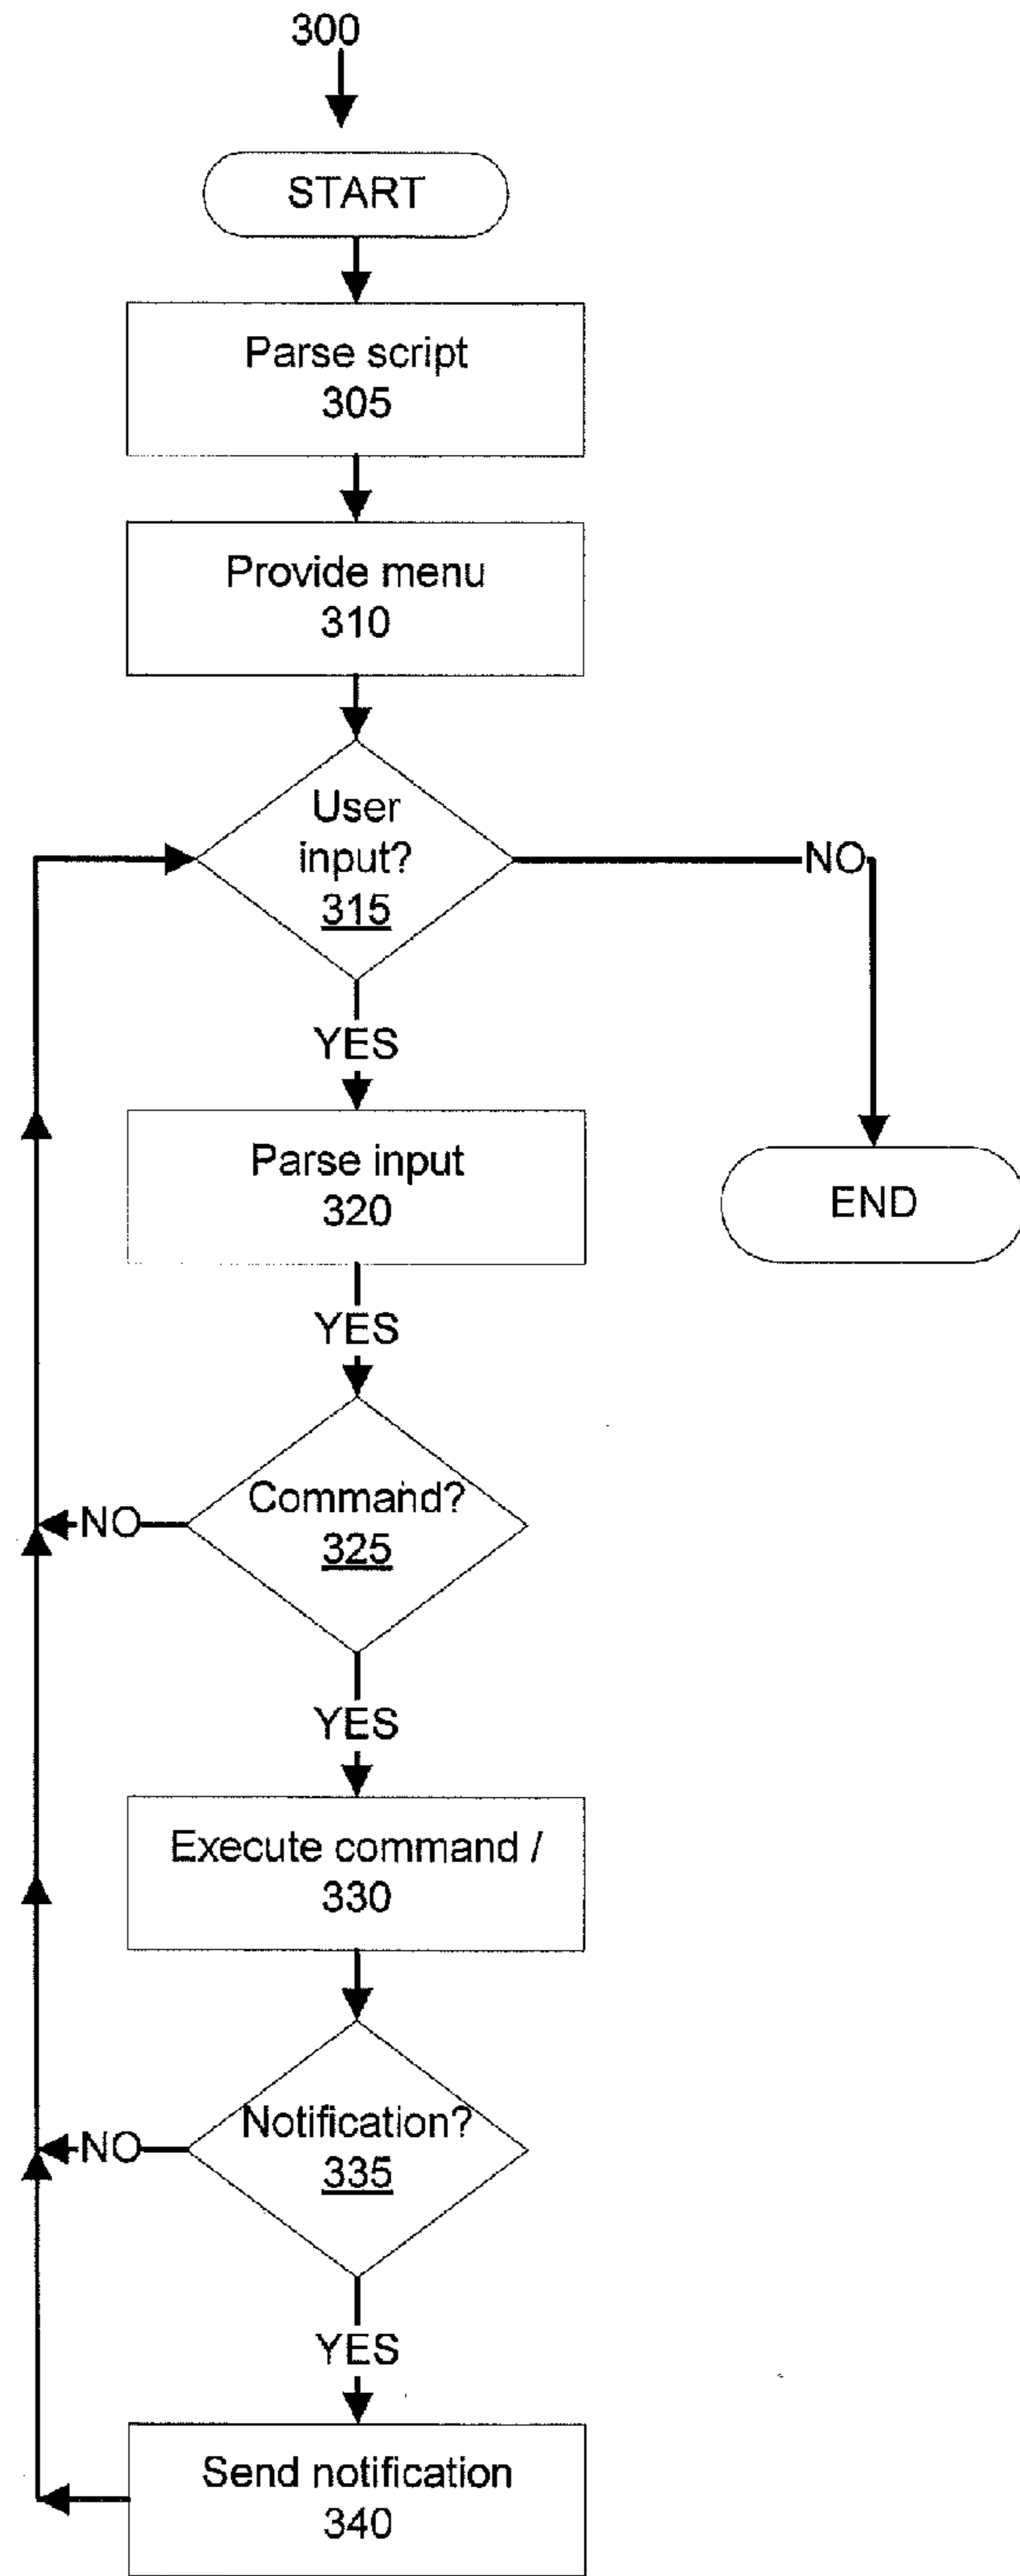 300
START
Parse script
305
Provide menu
310
User
input?
315
NO
YES
Parse input
320
END
YES
Command?
325
NO
YES
Execute command /
330
Notification?
335
NO
YES
Send notification
340